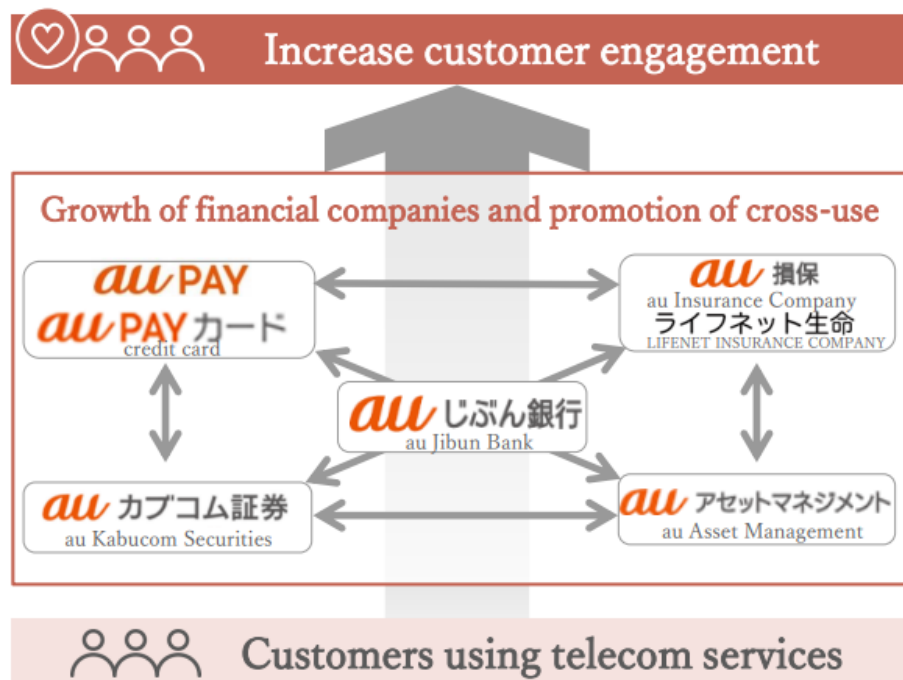 Increase customer engagement
Growth of financial companies and promotion of cross-use
au PAY
au PAY カード
credit card
au 損保
au Insurance Company
ライフネット生命
LIFENET INSURANCE COMPANY
au じぶん銀行
au Jibun Bank
au カブコム証券
au Kabucom Securities
au アセットマネジメント
au Asset Management
Customers using telecom services